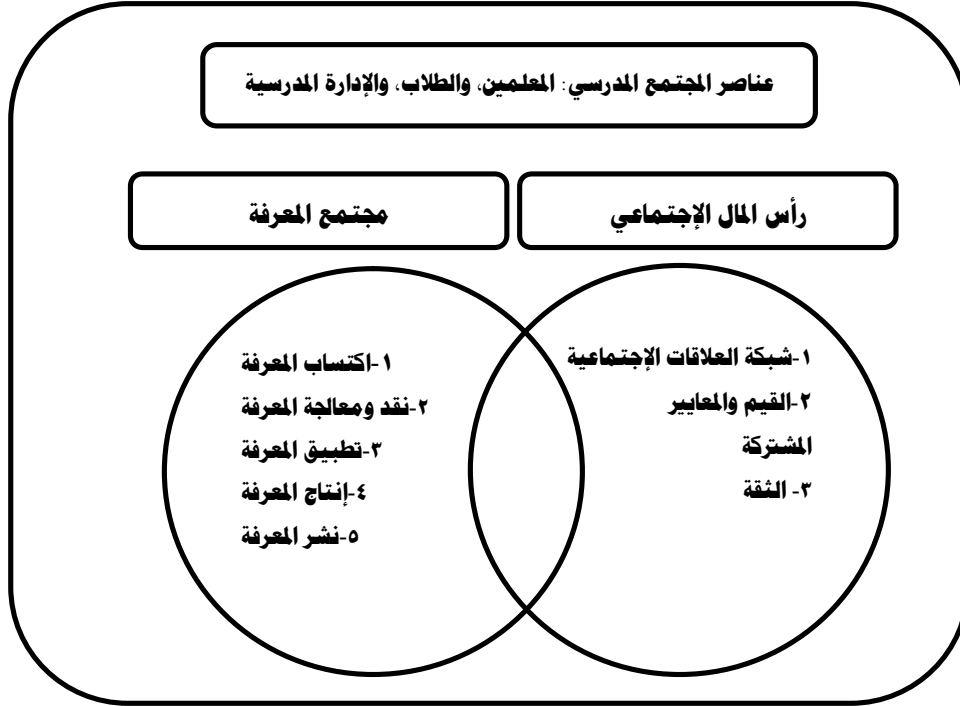 عناصر المجتمع المدرسي: المعلمين، والطلاب، والإدارة المدرسية
رأس المال الإجتماعي
مجتمع المعرفة
١-شبكة العلاقات الإجتماعية
٢-القيم والمعايير
المشتركة
٣- الثقة
١-اكتساب المعرفة
٢-نقد ومعالجة المعرفة
٣-تطبيق المعرفة
٤-إنتاج المعرفة
٥-نشر المعرفة